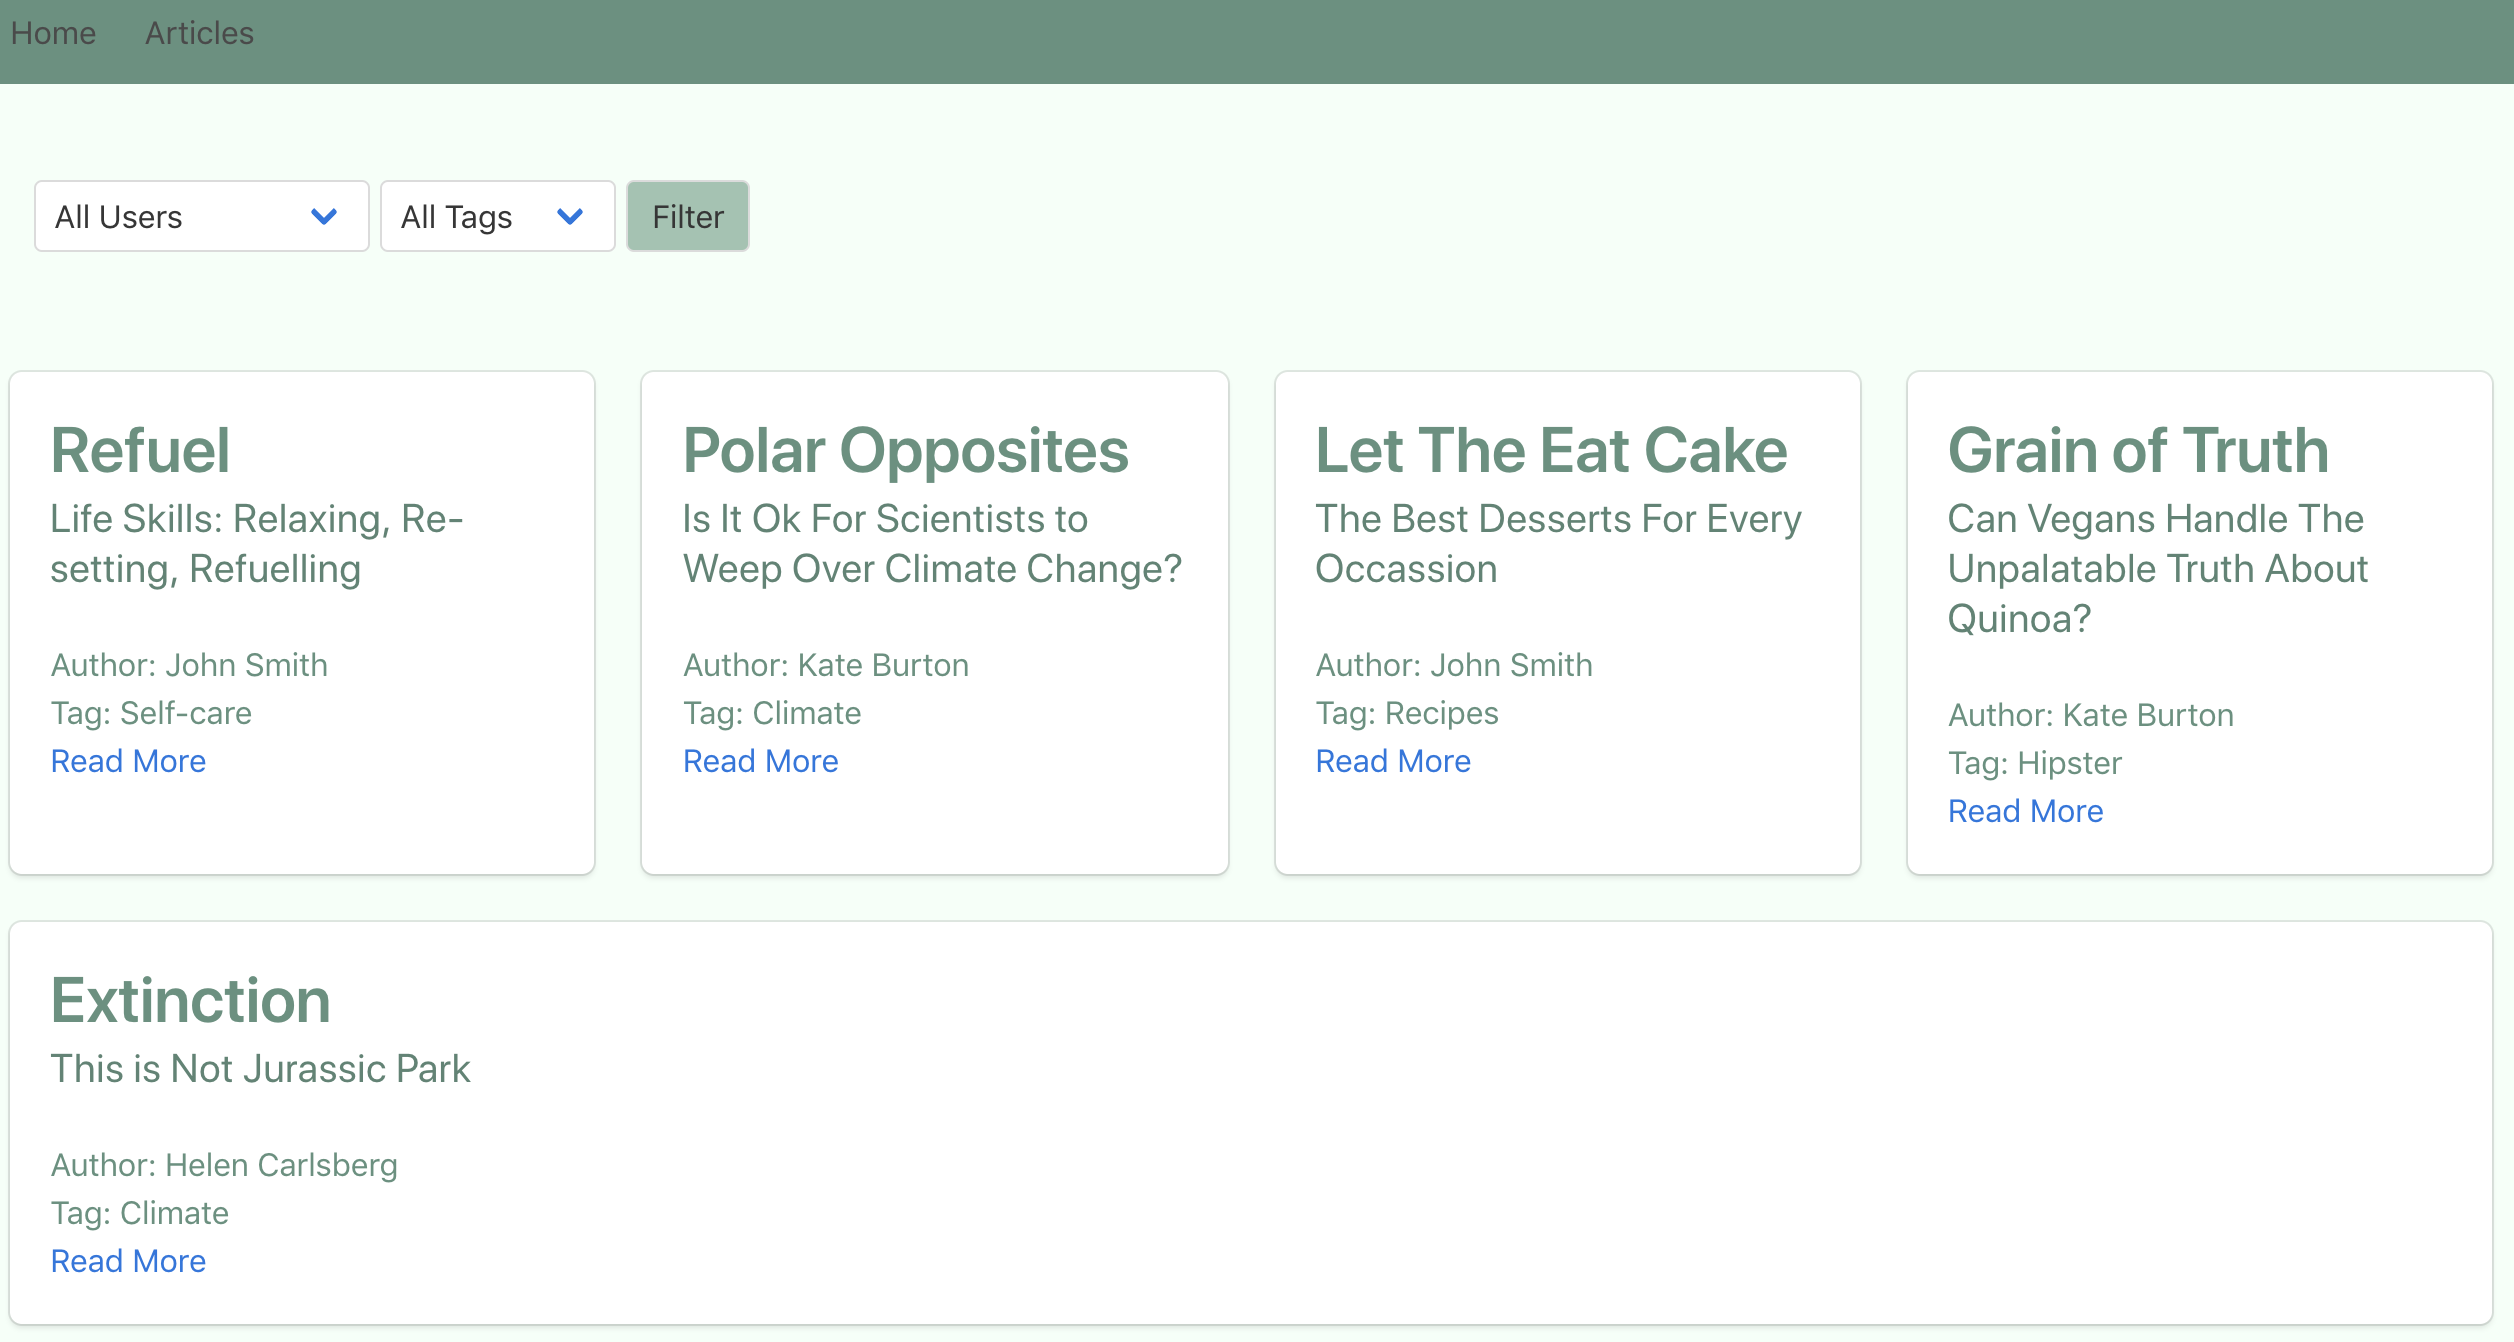 Home Articles
All Users All Tags Filter
Refuel
Life Skills: Relaxing, Re-
setting, Refuelling
Author: John Smith
Tag: Self-care
Read More
Polar Opposites
Is It Ok For Scientists to
Weep Over Climate Change?
Author: Kate Burton
Tag: Climate
Read More
Let The Eat Cake
The Best Desserts For Every
Occassion
Author: John Smith
Tag: Recipes
Read More
Grain of Truth
Can Vegans Handle The
Unpalatable Truth About
Quinoa?
Author: Kate Burton
Tag: Hipster
Read More
Extinction
This is Not Jurassic Park
Author: Helen Carlsberg
Tag: Climate
Read More